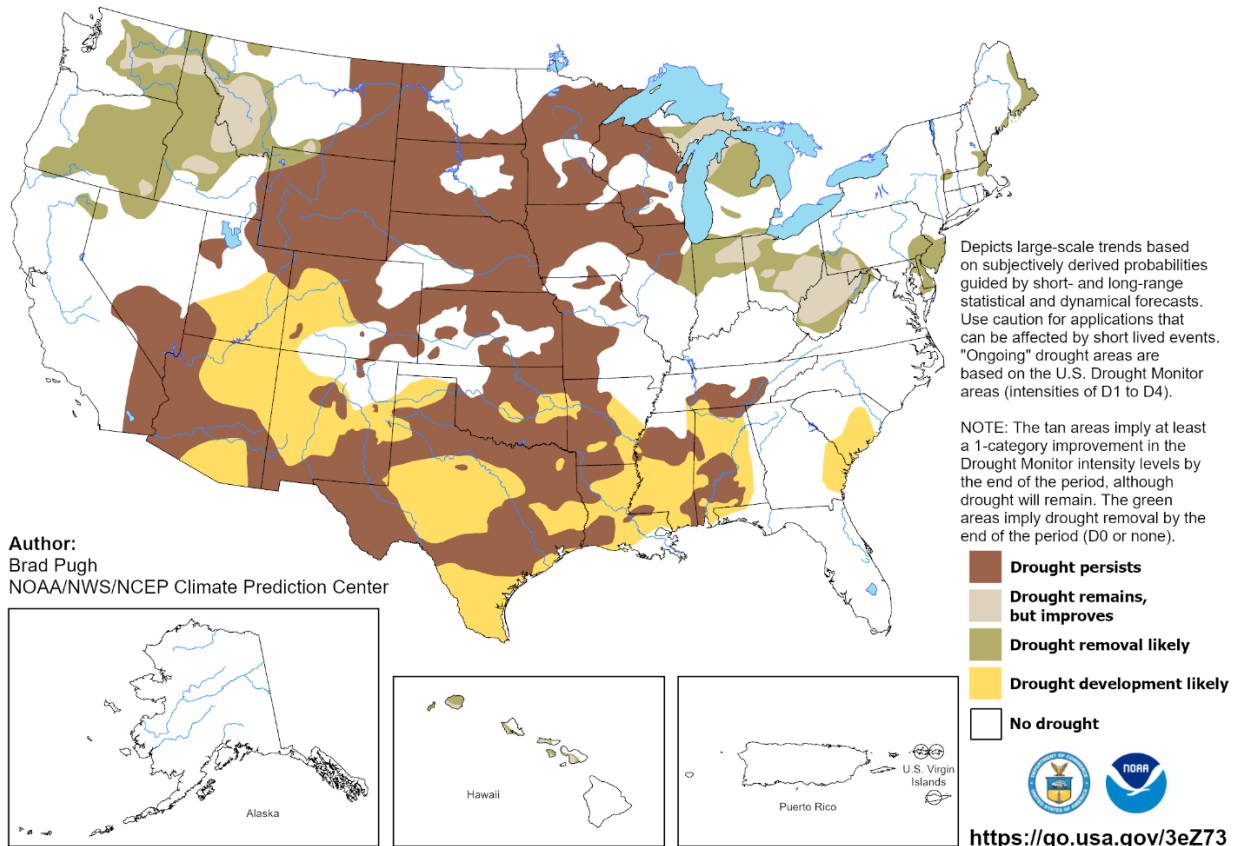 Depicts large-scale trends based
on subjectively derived probabilities
guided by short- and long-range
statistical and dynamical forecasts.
Use caution for applications that
can be affected by short lived events.
"Ongoing" drought areas are
based on the U.S. Drought Monitor
areas (intensities of D1 to D4).
NOTE: The tan areas imply at least
a 1-category improvement in the
Drought Monitor intensity levels by
the end of the period, although
drought will remain. The green
areas imply drought removal by the
end of the period (D0 or none).
Author:
Brad Pugh
NOAA/NWS/NCEP Climate Prediction Center
Drought persists
Drought remains,
but improves
Drought removal likely
Drought development likely
No drought
Alaska
Hawaii
Puerto Rico
U.S. Virgin
Islands
NOAA
https://go.usa.gov/3eZ73